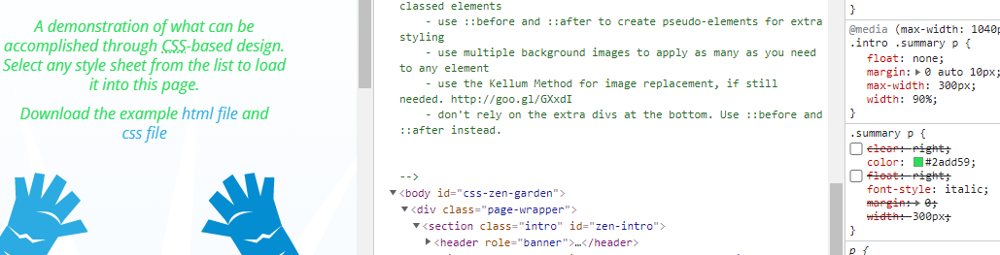 A demonstration of what can be
accomplished through CSS-based design.
Select any style sheet from the list to load
it into this page.
Download the example html file and
css file
classed elements
- use ::before and ::after to create pseudo-elements for extra
styling
- use multiple background images to apply as many as you need
to any element
- use the Kellum Method for image replacement, if still
needed. http://goo.gl/GXxdI
- don't rely on the extra divs at the bottom. Use ::before and
::after instead.
-->
▼<body id="css-zen-garden">
▼<div class="page-wrapper">
▼<section class="intro" id="zen-intro">
▶<header role="banner">…</header>
}
@media (max-width: 1040p
.intro .summary p {
float: none;
margin:▶ 0 auto 10px;
max-width: 300px;
width: 90%;
}
.summary p {
clear: right;
color: #2add59;
float: right;
font-style: italic;
margin:▶ 0;
width: 300px;
}
p {